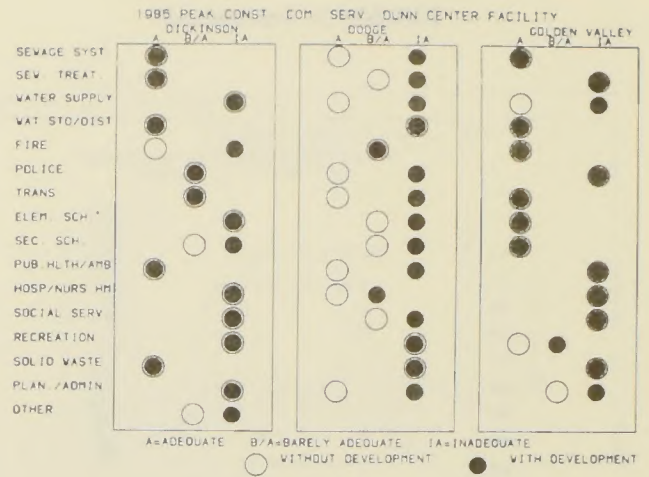 1985 PEAK CONST. COM. SERV. DUNN CENTER FACILITY
DICKINSON DODGE GOLDEN VALLEY
A B/A IA A B/A IA A B/A IA
SEWAGE SYST.
SEW. TREAT.
WATER SUPPLY
WAT STO/DIST
FIRE
POLICE
TRANS
ELEM. SCH.
SEC. SCH.
PUB.HLTH/AMB
HOSP/NURS HM
SOCIAL SERV.
RECREATION
SOLID WASTE
PLAN./ADMIN
OTHER
A=ADEQUATE B/A=BARELY ADEQUATE IA=INADEQUATE
WITHOUT DEVELOPMENT WITH DEVELOPMENT